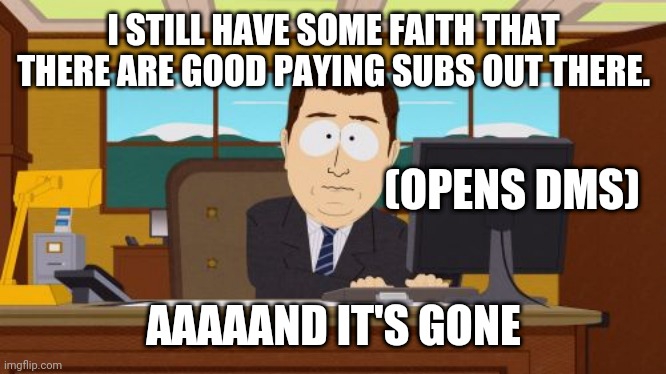 I STILL HAVE SOME FAITH THAT
THERE ARE GOOD PAYING SUBS OUT THERE.
(OPENS DMS)
AAAAAND IT'S GONE
imgflip.com